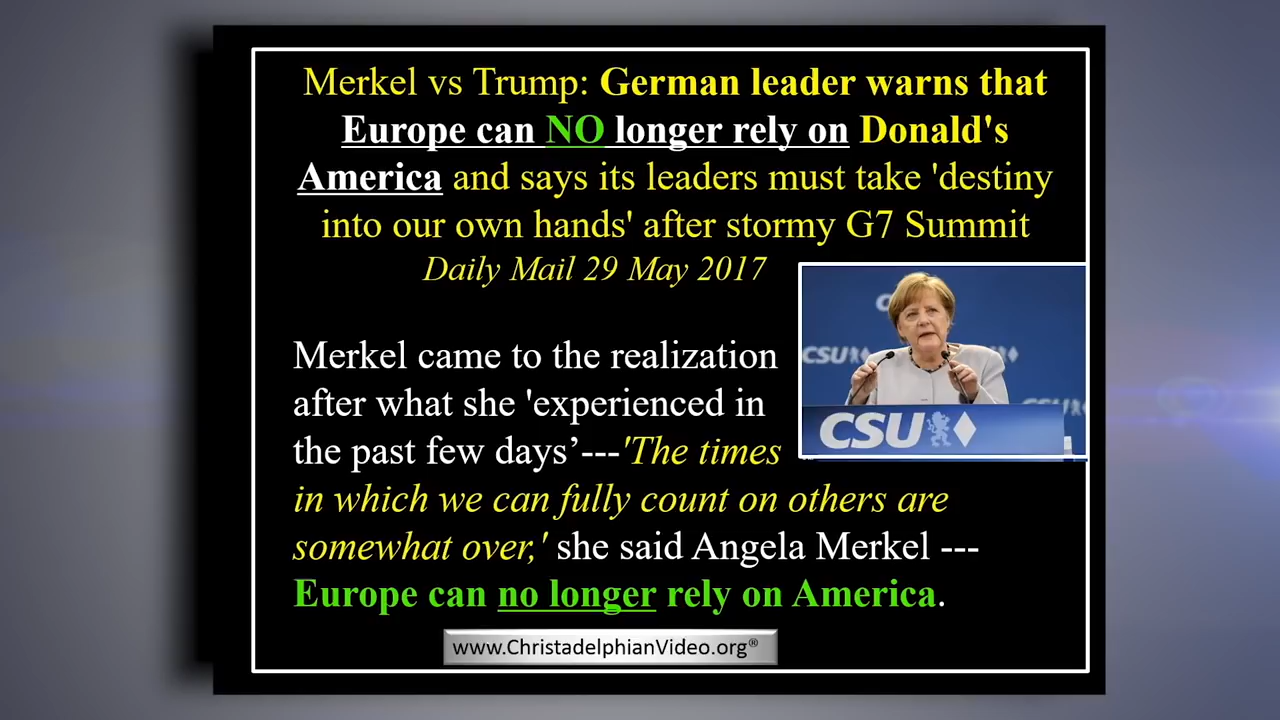 Merkel vs Trump: German leader warns that
Europe can NO longer rely on Donald's
America and says its leaders must take 'destiny
into our own hands' after stormy G7 Summit
Daily Mail 29 May 2017
Merkel came to the realization
after what she 'experienced in
the past few days’---'The times
in which we can fully count on others are
somewhat over,' she said Angela Merkel ---
Europe can no longer rely on America.
CSU
CSU
www.ChristadelphianVideo.org®